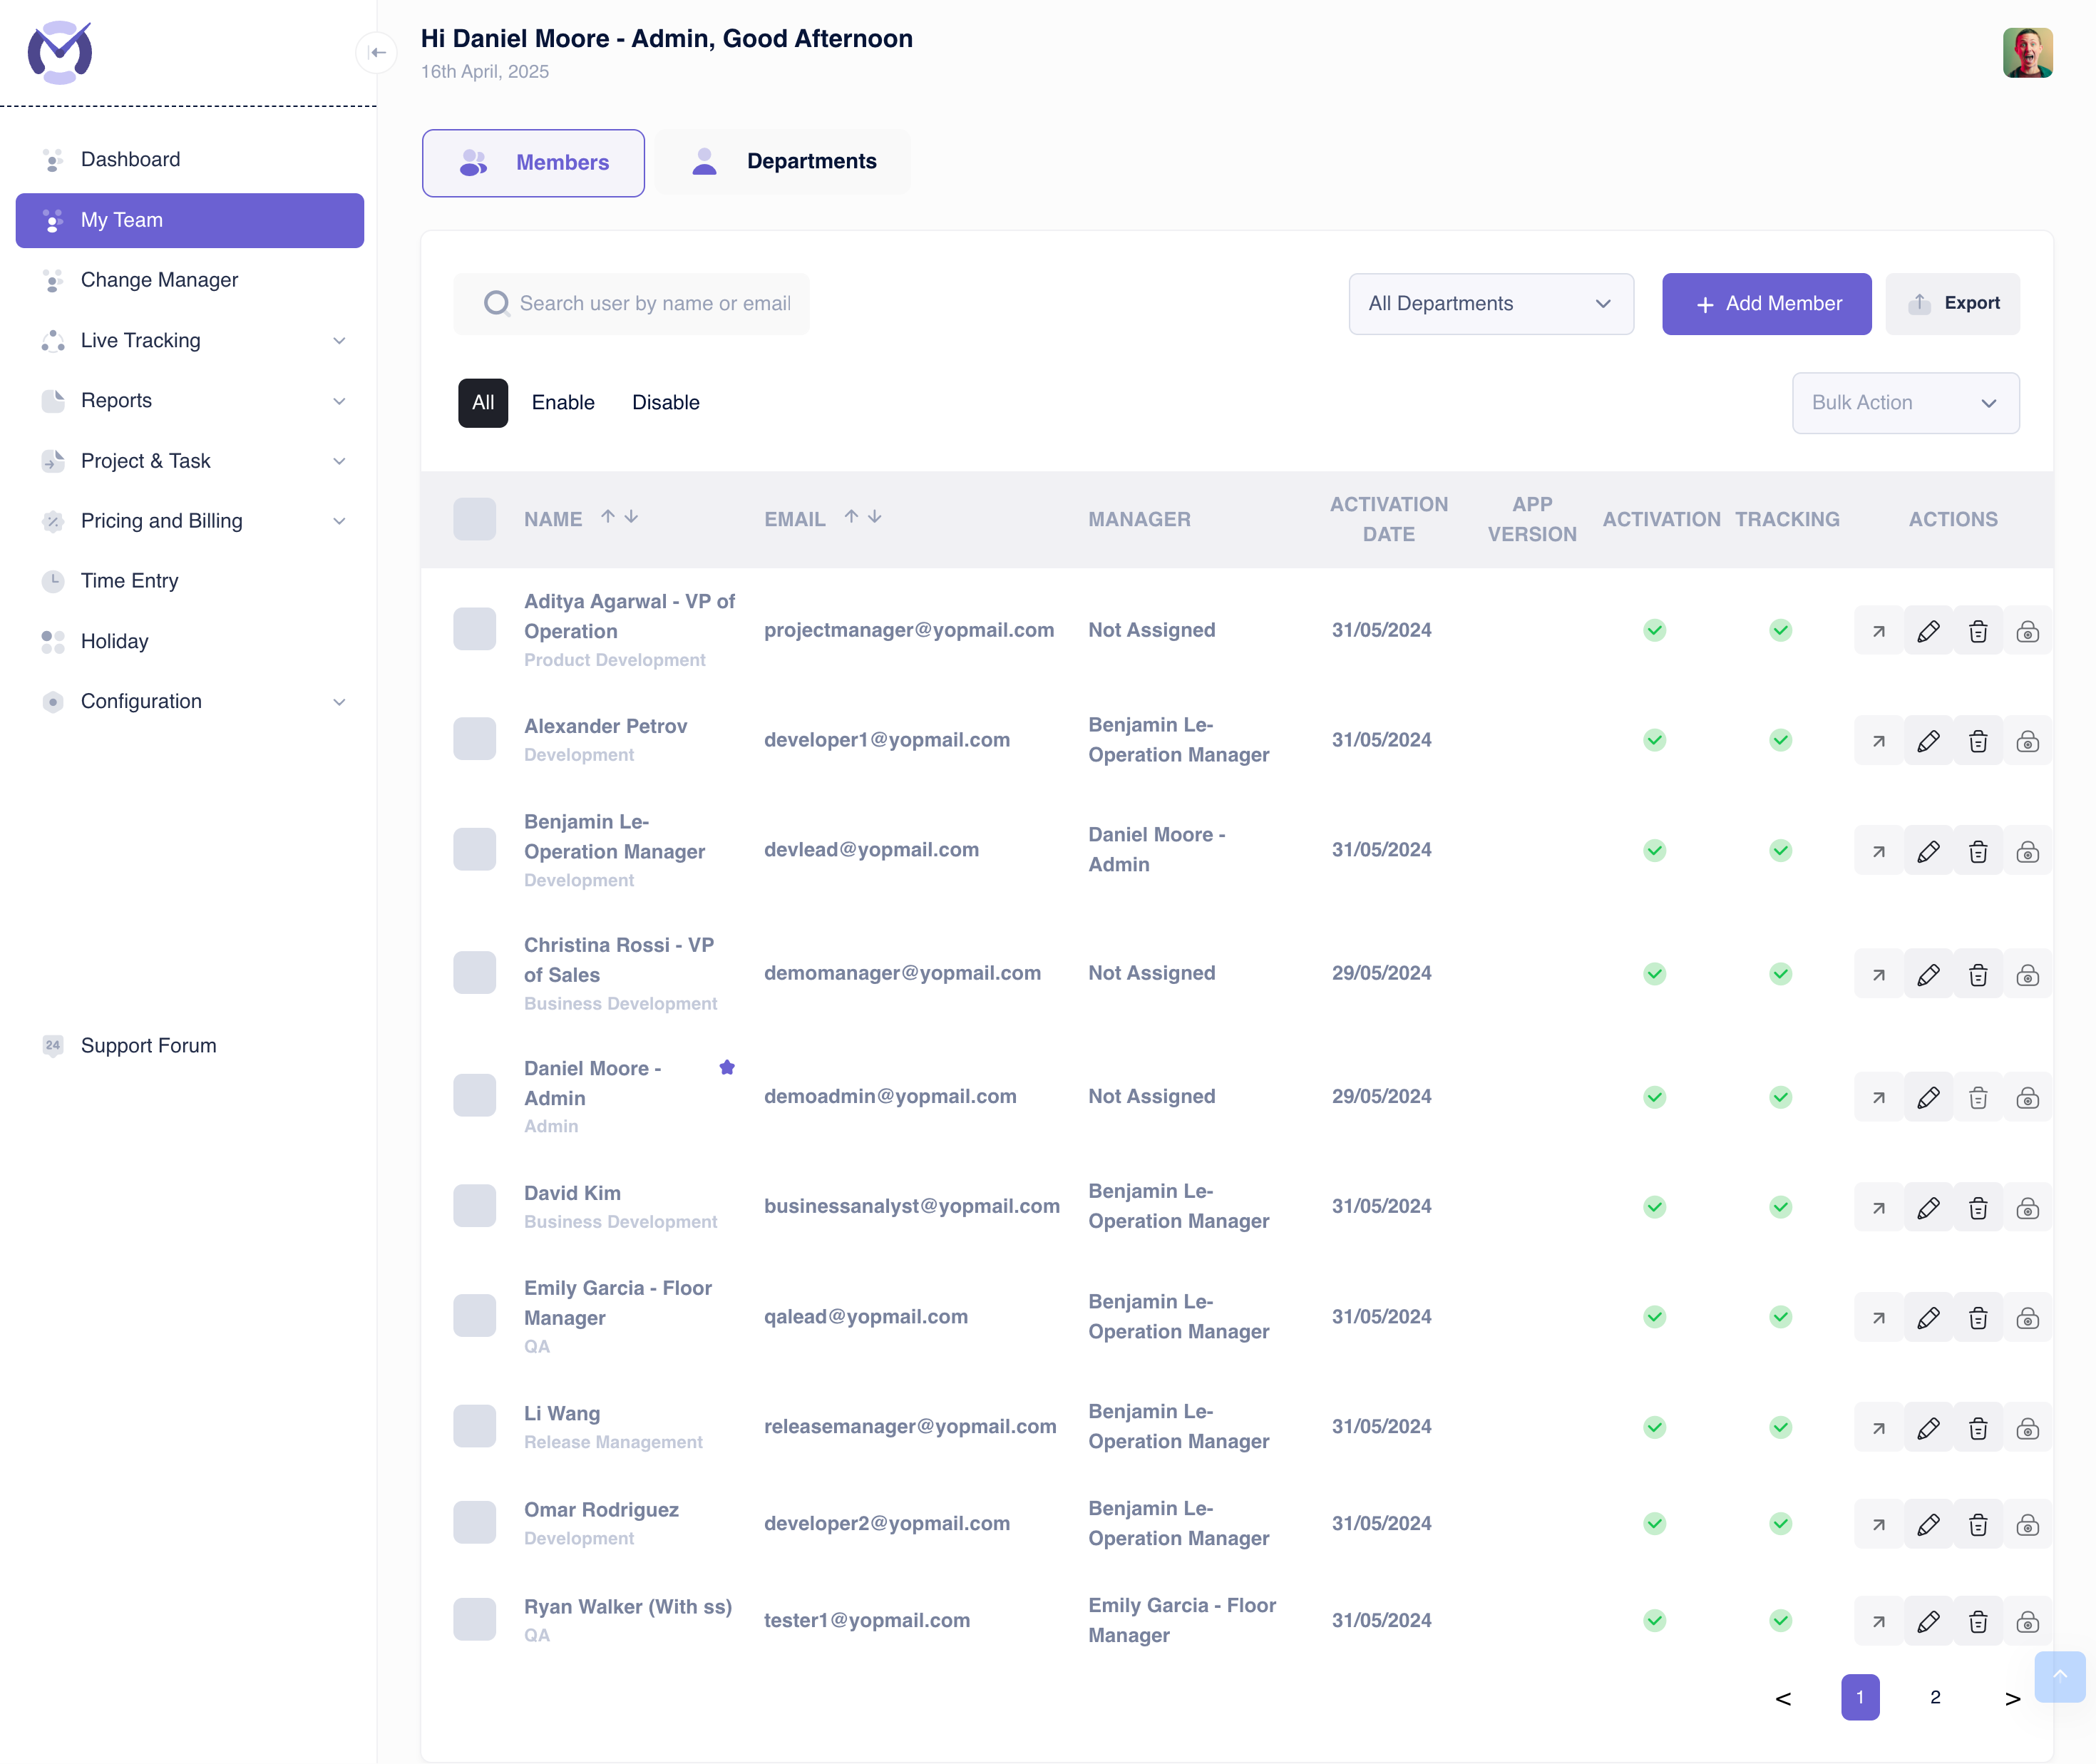 Hi Daniel Moore - Admin, Good Afternoon
16th April, 2025
Dashboard
My Team
Change Manager
Live Tracking
Reports
Project & Task
Pricing and Billing
Time Entry
Holiday
Configuration
24 Support Forum
Members
Departments
Search user by name or email
All Departments
+ Add Member
Export
All
Enable
Disable
Bulk Action
NAME ↑ ↓
EMAIL ↑ ↓
MANAGER
ACTIVATION
DATE
APP
VERSION
ACTIVATION
TRACKING
ACTIONS
Aditya Agarwal - VP of
Operation
Product Development
projectmanager@yopmail.com
Not Assigned
31/05/2024
Alexander Petrov
Development
developer1@yopmail.com
Benjamin Le-
Operation Manager
31/05/2024
Benjamin Le-
Operation Manager
Development
devlead@yopmail.com
Daniel Moore -
Admin
31/05/2024
Christina Rossi - VP
of Sales
Business Development
demomanager@yopmail.com
Not Assigned
29/05/2024
Daniel Moore -
Admin
Admin
demoadmin@yopmail.com
Not Assigned
29/05/2024
David Kim
Business Development
businessanalyst@yopmail.com
Benjamin Le-
Operation Manager
31/05/2024
Emily Garcia - Floor
Manager
QA
qalead@yopmail.com
Benjamin Le-
Operation Manager
31/05/2024
Li Wang
Release Management
releasemanager@yopmail.com
Benjamin Le-
Operation Manager
31/05/2024
Omar Rodriguez
Development
developer2@yopmail.com
Benjamin Le-
Operation Manager
31/05/2024
Ryan Walker (With ss)
QA
tester1@yopmail.com
Emily Garcia - Floor
Manager
31/05/2024
< 1 2 >